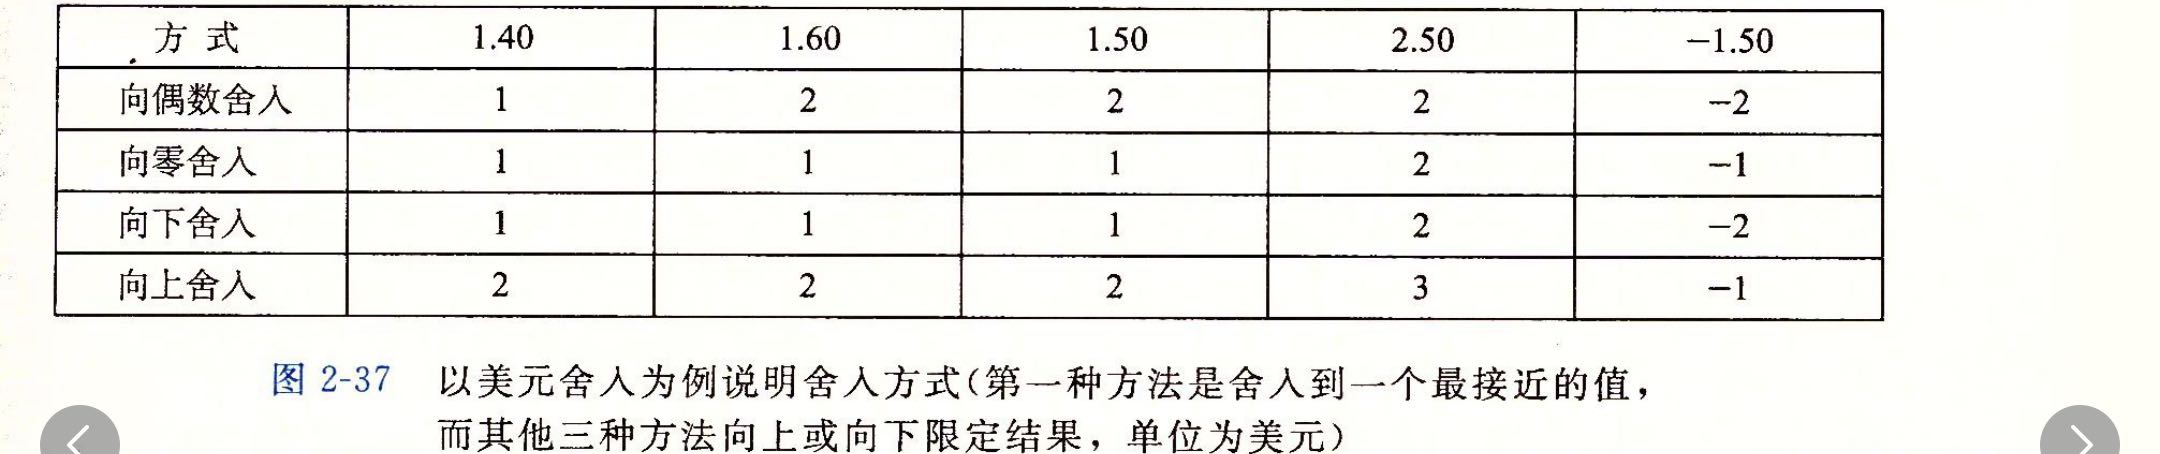 方 式 1.40 1.60 1.50 2.50 −1.50
向偶数舍入 1 2 2 2 −2
向零舍入 1 1 1 2 −1
向下舍入 1 1 1 2 −2
向上舍入 2 2 2 3 −1
图 2-37 以美元舍入为例说明舍入方式(第一种方法是舍入到一个最接近的值，
而其他三种方法向上或向下限定结果，单位为美元)